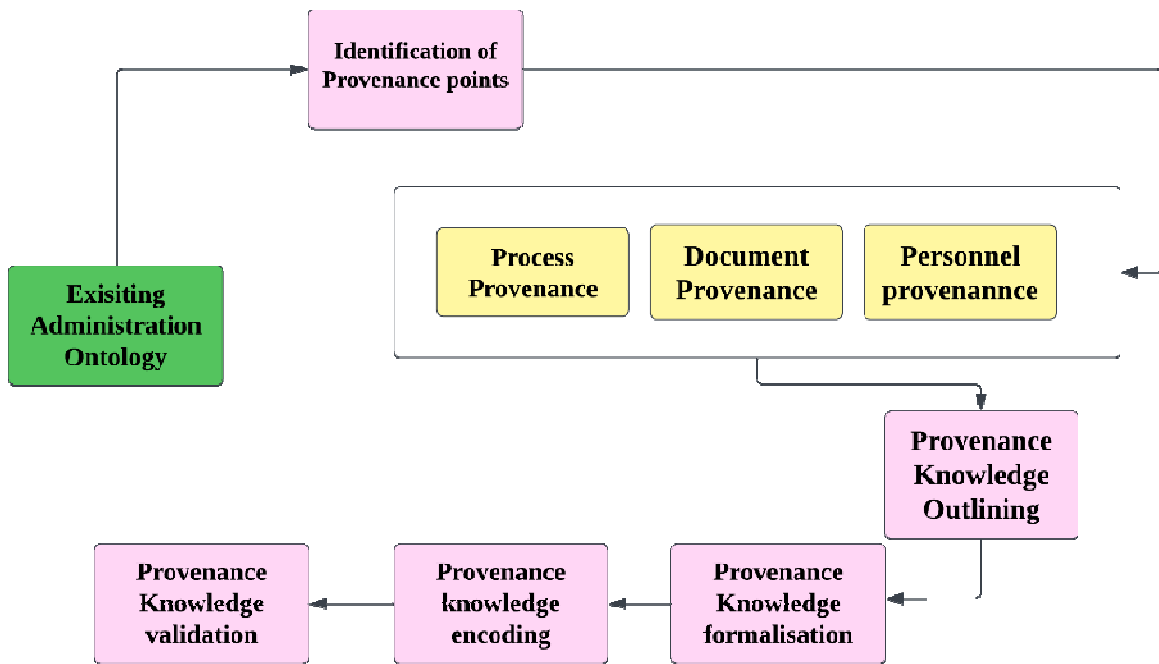 Identification of
Provenance points
Process
Provenance
Document
Provenance
Personnel
provenannce
Exisiting
Administration
Ontology
Provenance
Knowledge
Outlining
Provenance
Knowledge
formalisation
Provenance
knowledge
encoding
Provenance
Knowledge
validation